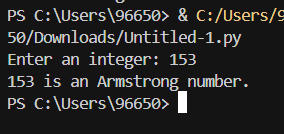 PS C:\Users\96650> & C:/Users/9
50/Downloads/Untitled-1.py
Enter an integer: 153
153 is an Armstrong number.
PS C:\Users\96650>